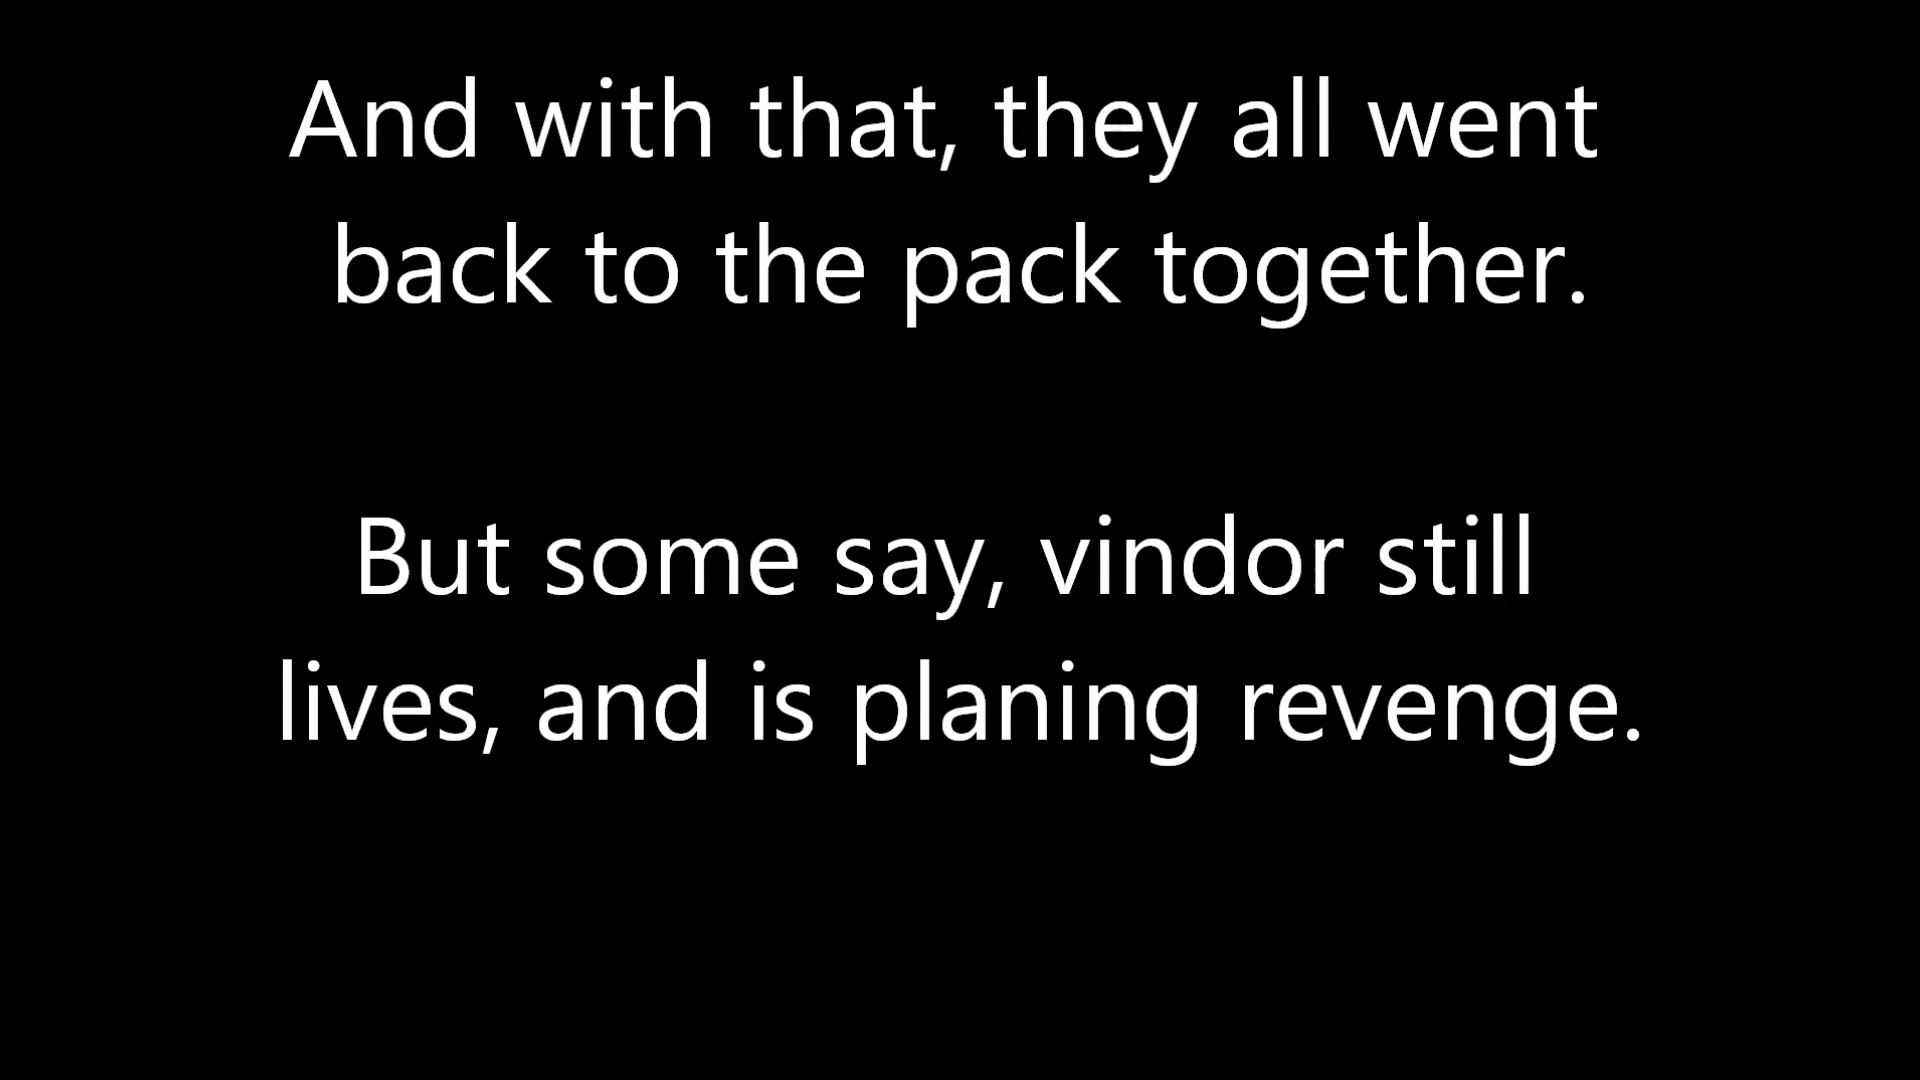 And with that, they all went
back to the pack together.
But some say, vindor still
lives, and is planing revenge.